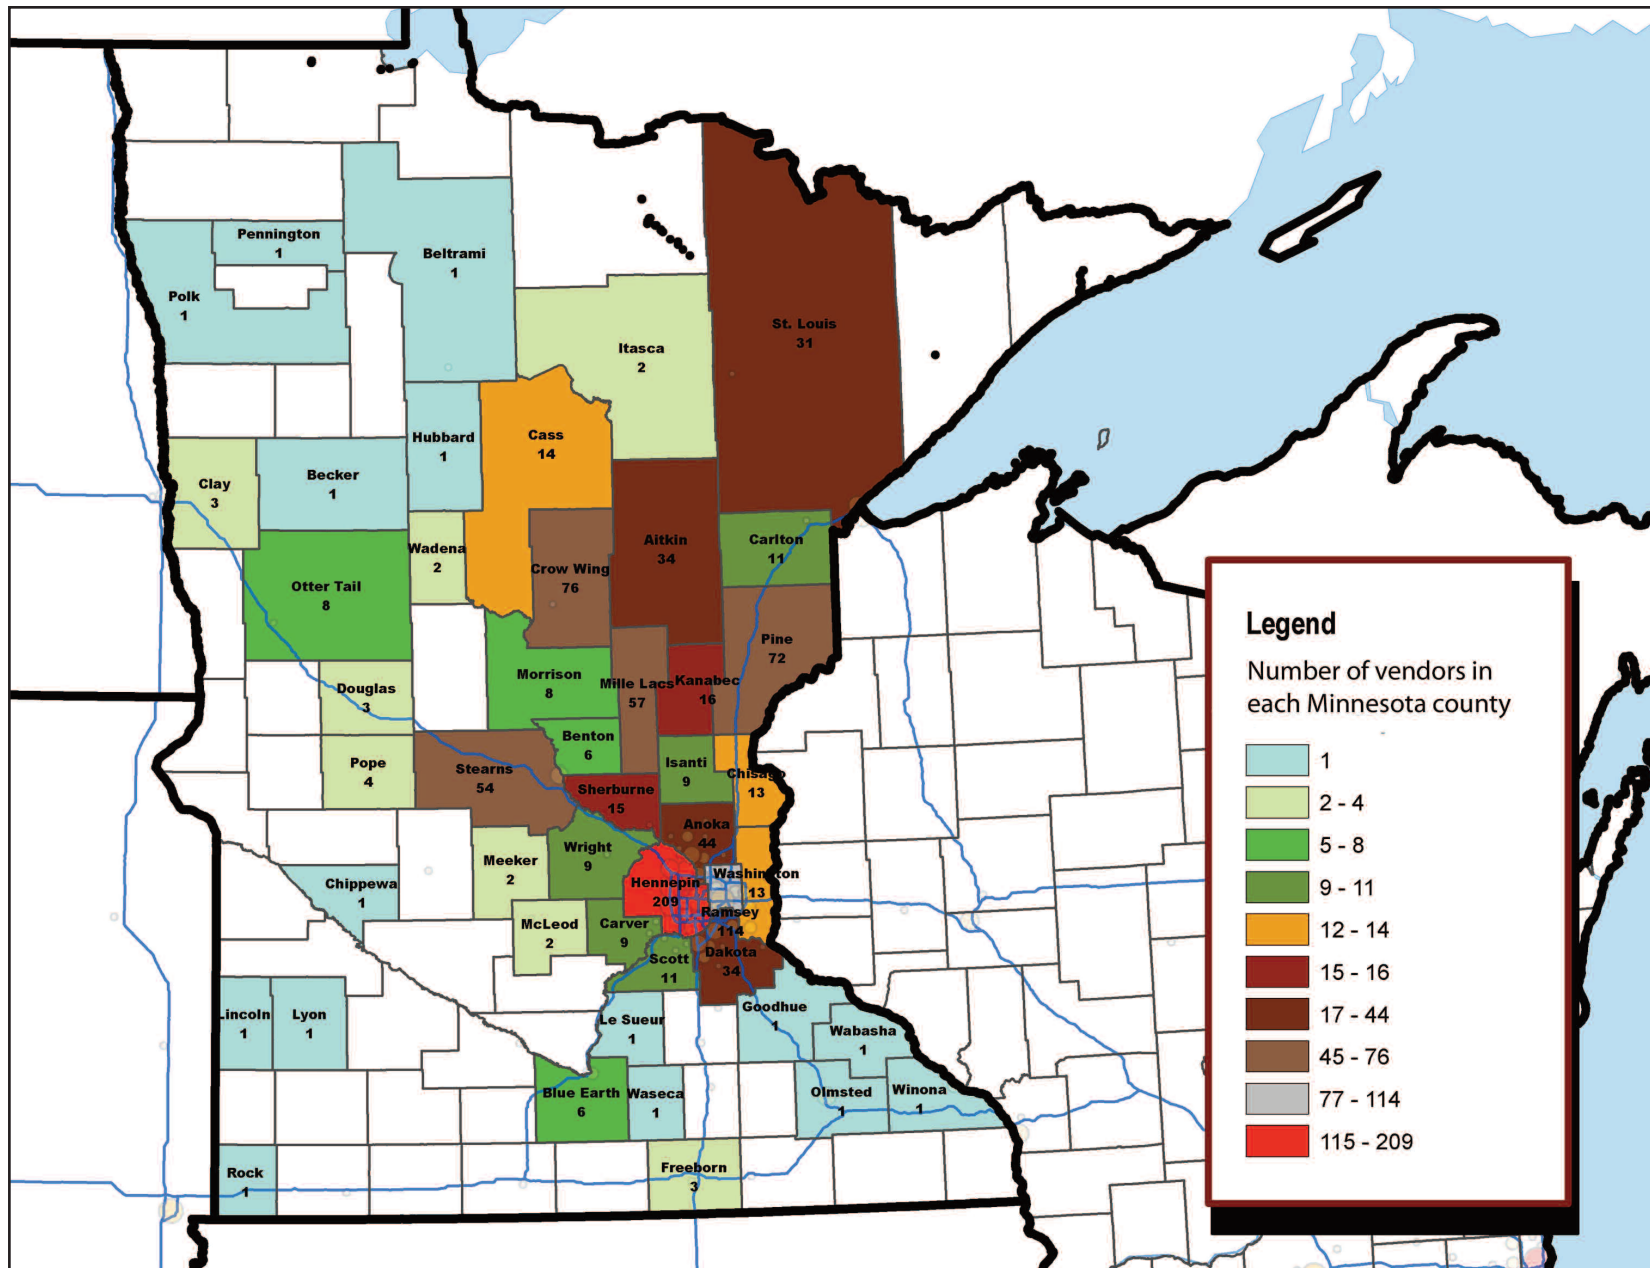 Pennington
1
Beltrami
1
Polk
1
St. Louis
31
Itasca
2
Hubbard
1
Cass
14
Becker
1
Clay
3
Wadena
2
Aitkin
34
Carlton
11
Crow Wing
76
Otter Tail
8
Pine
72
Morrison
8
Mille Lacs
57
Kanabec
16
Douglas
3
Benton
6
Isanti
9
Pope
4
Stearns
54
Chisago
13
Sherburne
15
Anoka
44
Wright
9
Meeker
2
Washington
13
Hennepin
209
Chippewa
1
Ramsey
114
McLeod
2
Carver
9
Dakota
34
Scott
11
Goodhue
1
Lincoln
1
Lyon
1
Le Sueur
1
Wabasha
1
Blue Earth
6
Waseca
1
Olmsted
1
Winona
1
Freeborn
3
Rock
1
Legend
Number of vendors in
each Minnesota county
1
2 - 4
5 - 8
9 - 11
12 - 14
15 - 16
17 - 44
45 - 76
77 - 114
115 - 209